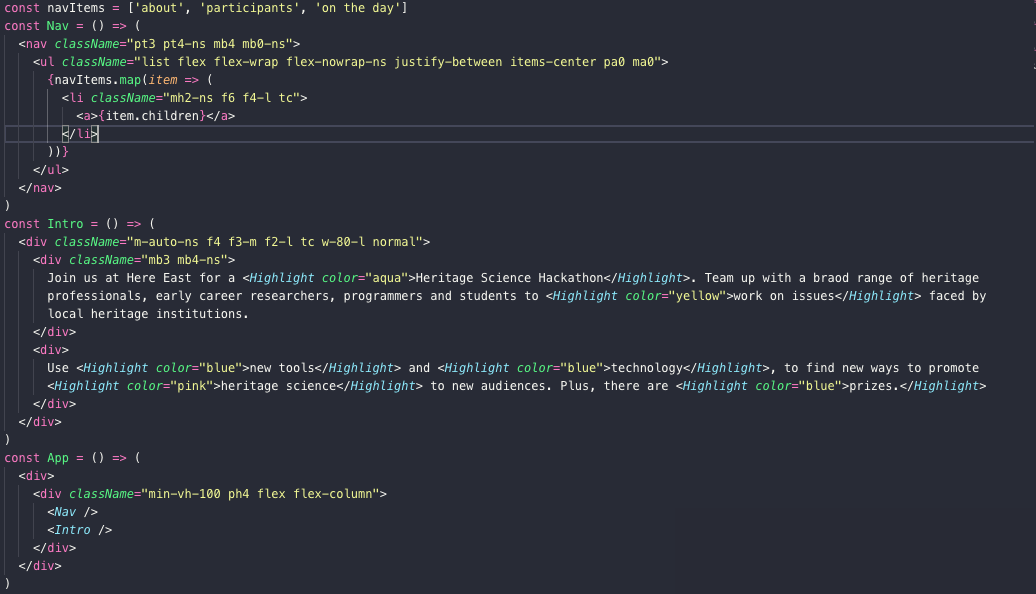 const navItems = ['about', 'participants', 'on the day']
const Nav = () => (
  <nav className="pt3 pt4-ns mb4 mb0-ns">
    <ul className="list flex flex-wrap flex-nowrap-ns justify-between items-center pa0 ma0">
      {navItems.map(item => (
        <li className="mh2-ns f6 f4-l tc">
          <a>{item.children}</a>
        </li>
      ))}
    </ul>
  </nav>
)
const Intro = () => (
  <div className="m-auto-ns f4 f3-m f2-l tc w-80-l normal">
    <div className="mb3 mb4-ns">
      Join us at Here East for a <Highlight color="aqua">Heritage Science Hackathon</Highlight>. Team up with a braod range of heritage
      professionals, early career researchers, programmers and students to <Highlight color="yellow">work on issues</Highlight> faced by
      local heritage institutions.
    </div>
    <div>
      Use <Highlight color="blue">new tools</Highlight> and <Highlight color="blue">technology</Highlight>, to find new ways to promote
      <Highlight color="pink">heritage science</Highlight> to new audiences. Plus, there are <Highlight color="blue">prizes.</Highlight>
    </div>
  </div>
)
const App = () => (
  <div>
    <div className="min-vh-100 ph4 flex flex-column">
      <Nav />
      <Intro />
    </div>
  </div>
)